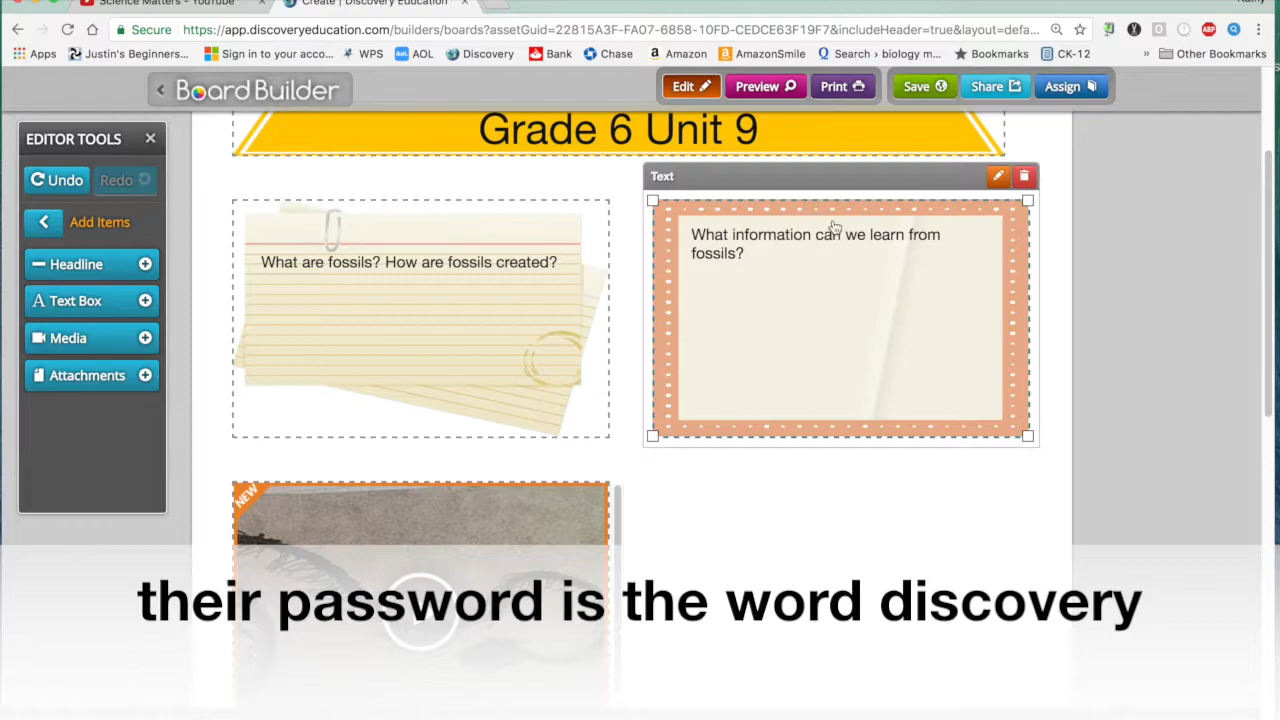 Science Matters - YouTube
Create | Discovery Education
Kathy
Secure
https://app.discoveryeducation.com/builders/boards?assetGuid=22815A3F-FA07-6858-10FD-CEDCE63F19F7&includeHeader=true&layout=defa...
Apps
Justin's Beginners...
Sign in to your acco...
WPS
AOL
Discovery
Bank
Chase
Amazon
AmazonSmile
Search › biology m...
Bookmarks
CK-12
»
Other Bookmarks
Board Builder
Edit
Preview
Print
Save
Share
Assign
EDITOR TOOLS
Undo
Redo
Add Items
Headline
Text Box
Media
Attachments
Grade 6 Unit 9
What are fossils? How are fossils created?
Text
What information can we learn from
fossils?
NEW
their password is the word discovery